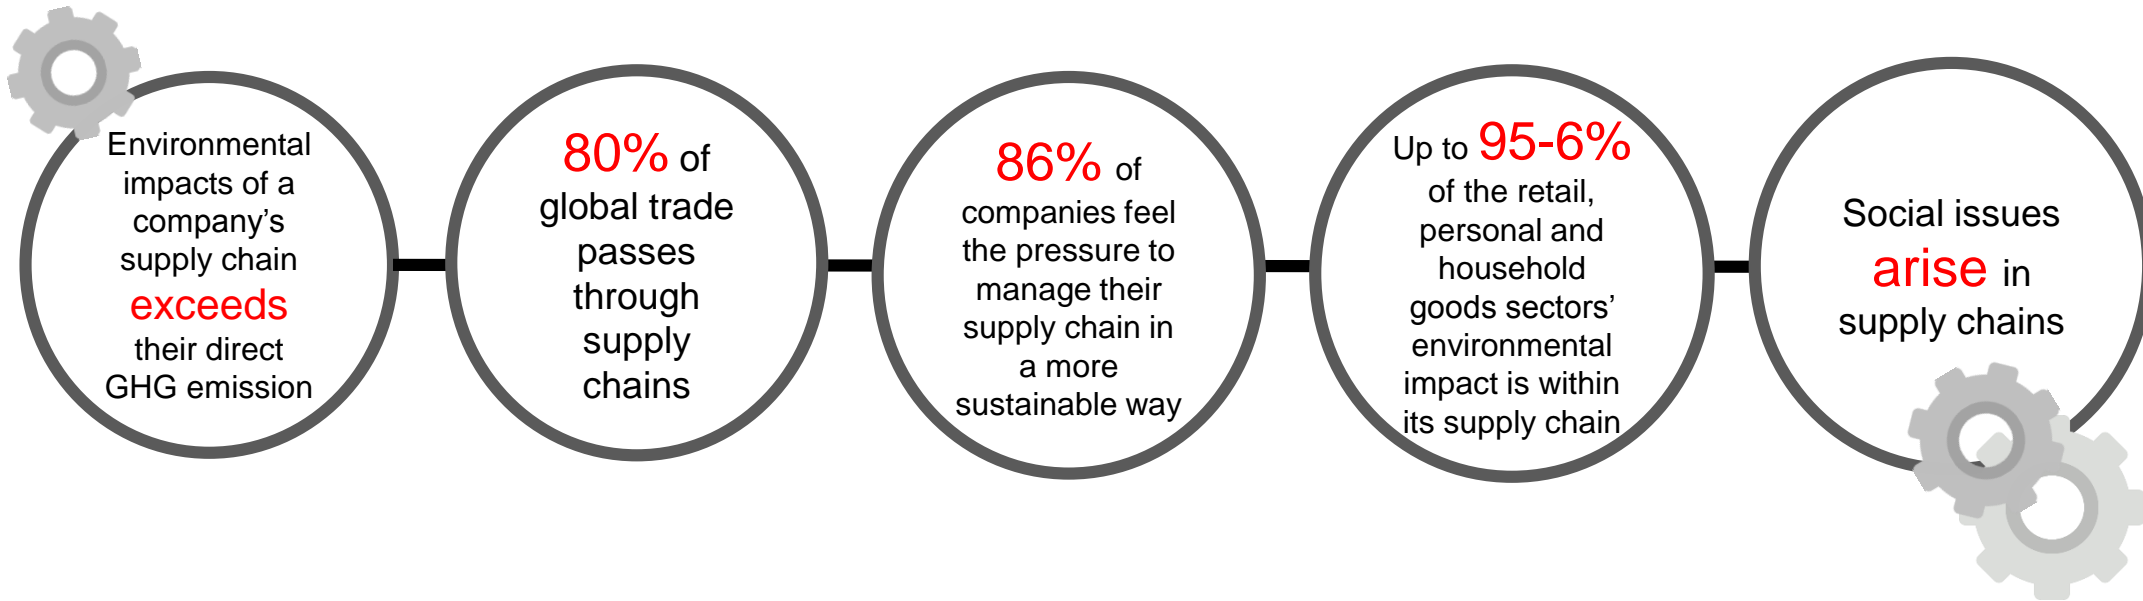 Environmental
impacts of a
company’s
supply chain
exceeds
their direct
GHG emission
80% of
global trade
passes
through
supply
chains
86% of
companies feel
the pressure to
manage their
supply chain in
a more
sustainable way
Up to 95-6%
of the retail,
personal and
household
goods sectors’
environmental
impact is within
its supply chain
Social issues
arise in
supply chains